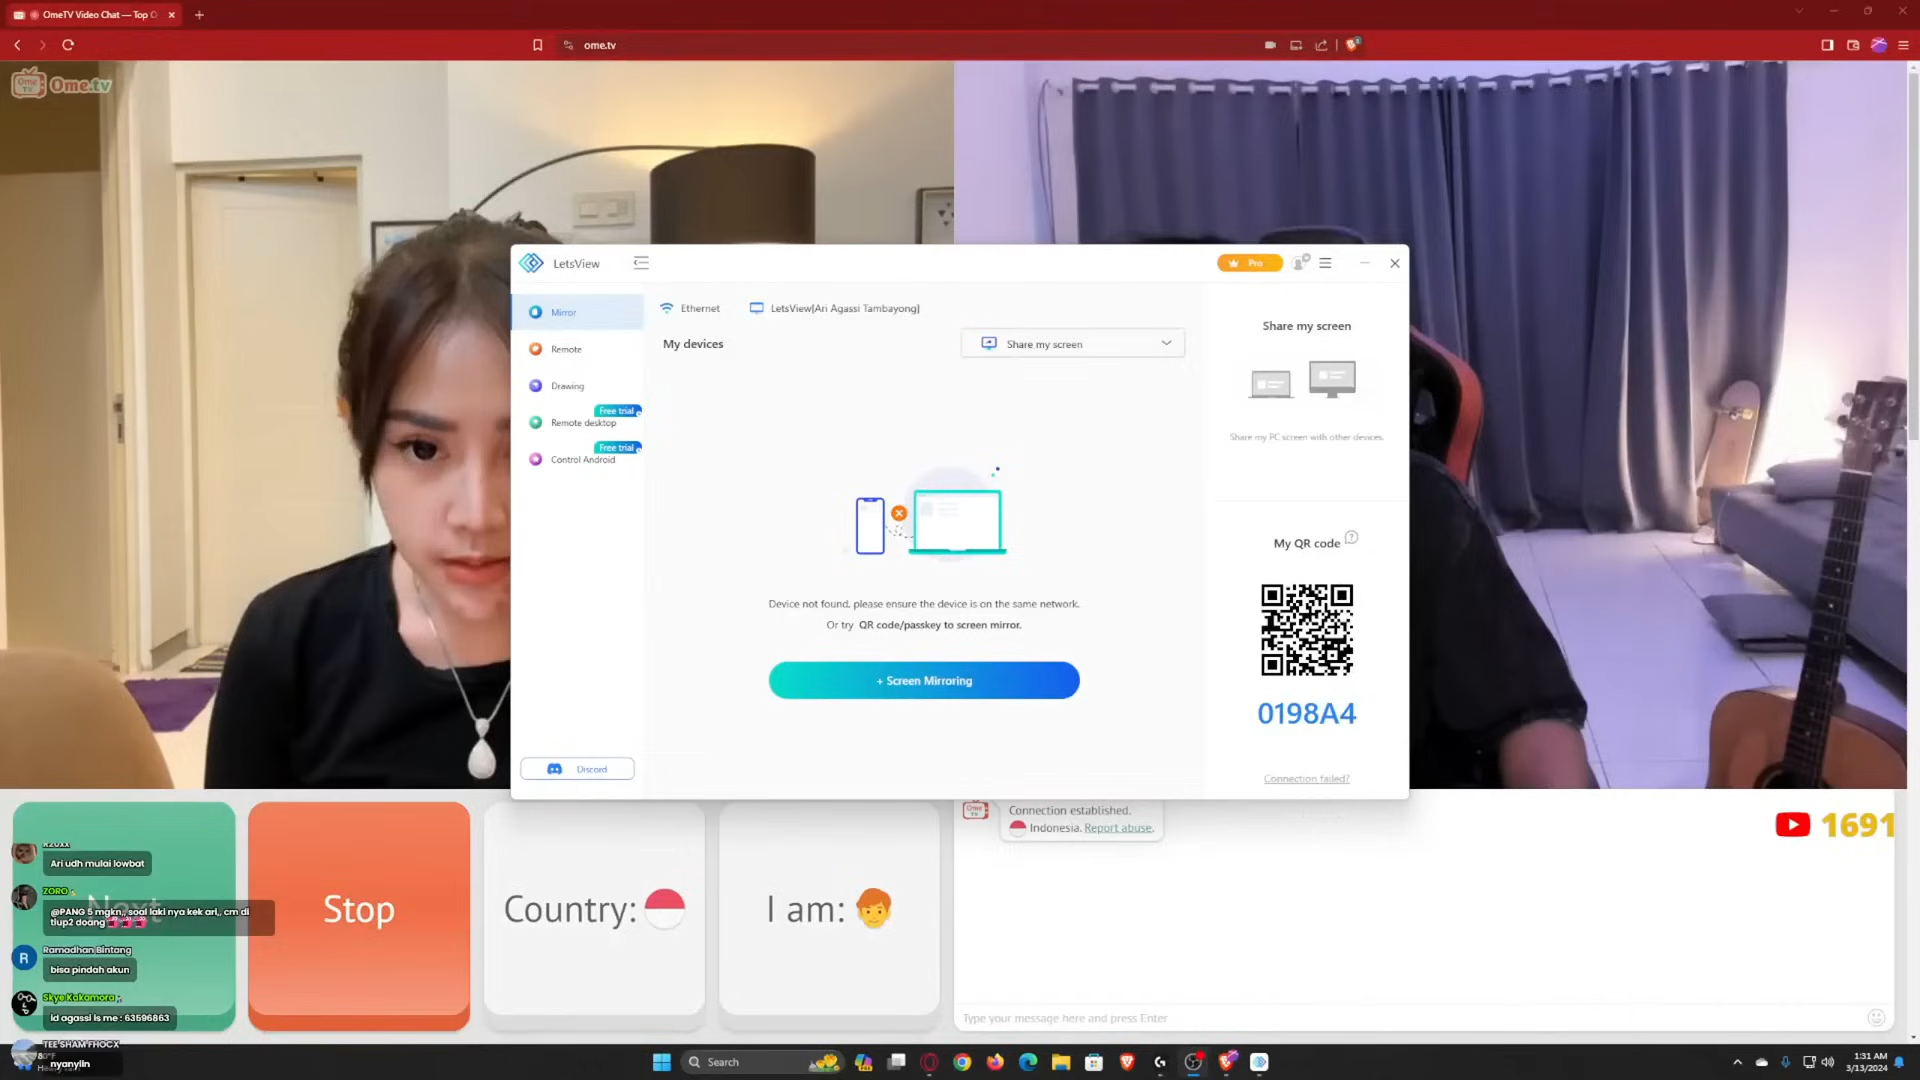 OmeTV Video Chat — Top O
ome.tv
Ome.tv
LetsView
Pro
Mirror
Remote
Drawing
Free trial
Remote desktop
Free trial
Control Android
Discord
Ethernet
LetsView[Ari Agassi Tambayong]
My devices
Share my screen
Device not found, please ensure the device is on the same network.
Or try QR code/passkey to screen mirror.
+ Screen Mirroring
Share my screen
Share my PC screen with other devices.
My QR code
0198A4
Connection failed?
Next
Stop
Country:
I am:
Ari udh mulai lowbat
ZORO
@PANG 5 mgkn,, soal laki nya kek ari,, cm di
tiup2 doang
R
Ramadhan Bintang
bisa pindah akun
Skye Kakamora
id agassi is me : 63596863
TEE SHAM FHOCX
nyanyiin
Connection established.
Indonesia. Report abuse.
1691
Type your message here and press Enter
Search
1:31 AM
3/13/2024